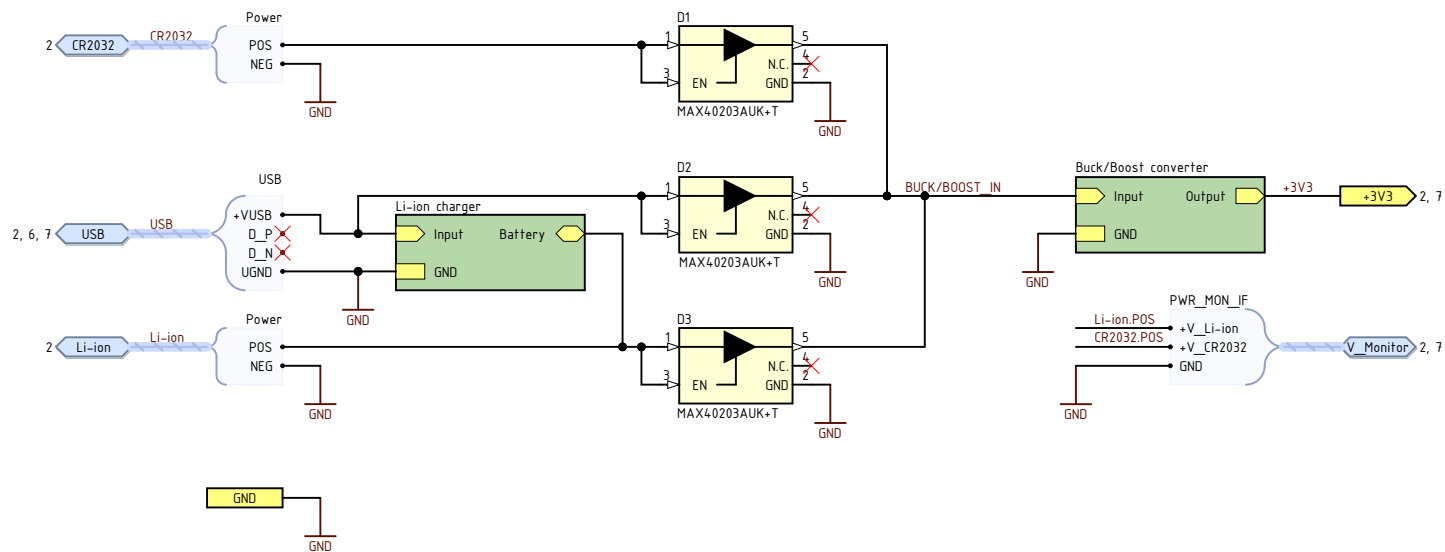 Power
D1
2
CR2032
CR2032
POS
NEG
GND
1
3
EN
5
4
N.C.
2
GND
MAX40203AUK+T
GND
USB
D2
Buck/Boost converter
+VUSB
D_P
D_N
UGND
2, 6, 7
USB
USB
Li-ion charger
Input
Battery
GND
GND
1
3
EN
5
4
N.C.
2
GND
MAX40203AUK+T
GND
BUCK/BOOST_IN
Input
Output
GND
+3V3
+3V3
2, 7
GND
Power
D3
PWR_MON_IF
2
Li-ion
Li-ion
POS
NEG
GND
1
3
EN
5
4
N.C.
2
GND
MAX40203AUK+T
GND
Li-ion.POS
CR2032.POS
+V_Li-ion
+V_CR2032
GND
V_Monitor
2, 7
GND
GND
GND